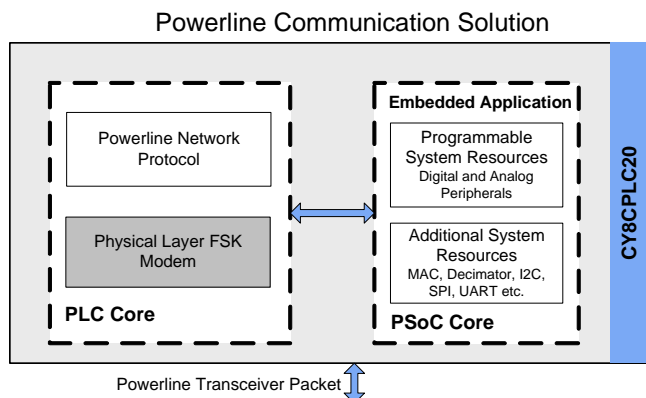 Powerline Communication Solution
Powerline Network
Protocol
Physical Layer FSK
Modem
PLC Core
Embedded Application
Programmable
System Resources
Digital and Analog
Peripherals
Additional System
Resources
MAC, Decimator, I2C,
SPI, UART etc.
PSoC Core
CY8CPLC20
Powerline Transceiver Packet